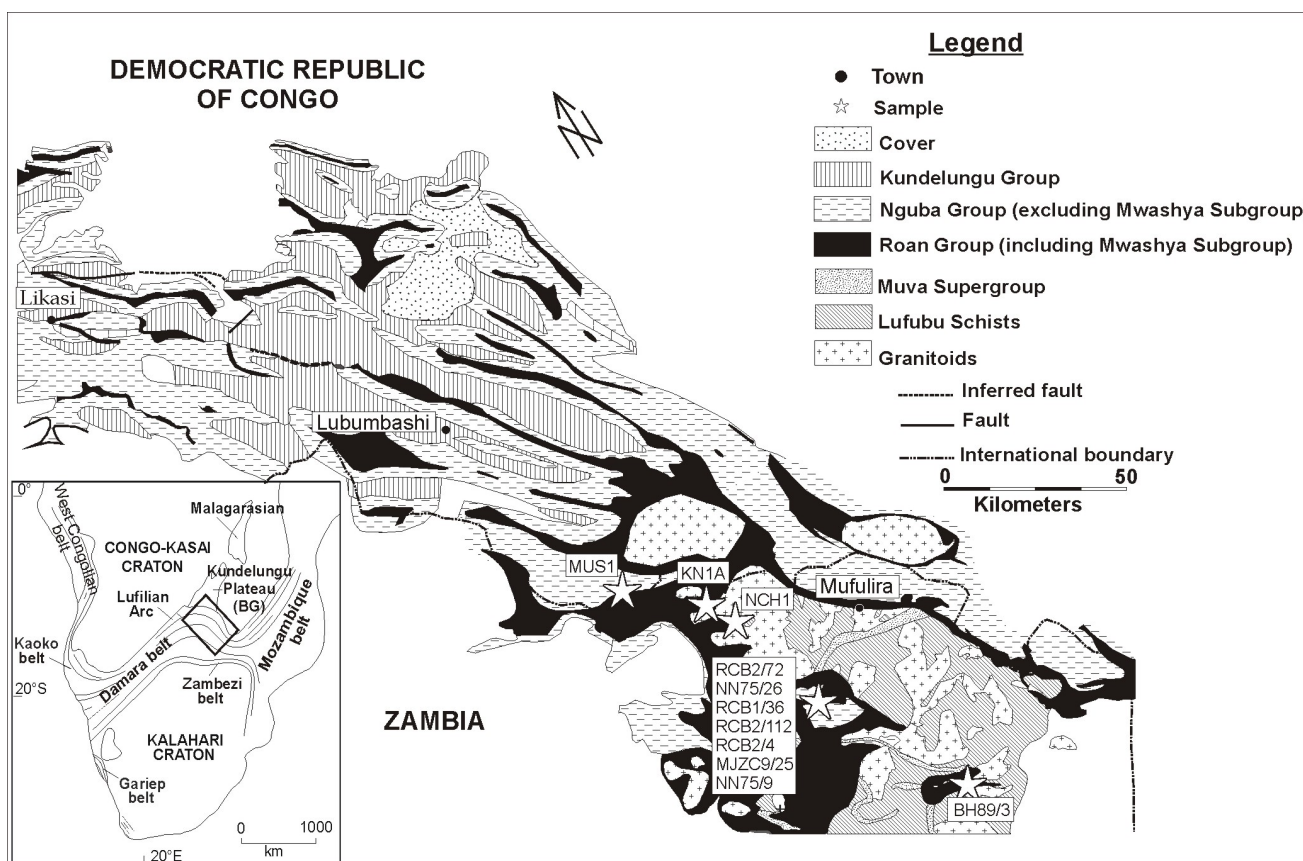 DEMOCRATIC REPUBLIC
OF CONGO
N
Legend
Town
Sample
Cover
Kundelungu Group
Nguba Group (excluding Mwashya Subgroup
Roan Group (including Mwashya Subgroup)
Muva Supergroup
Lufubu Schists
Granitoids
Inferred fault
Fault
International boundary
0 50
Kilometers
Likasi
Lubumbashi
MUS1
KN1A
NCH1
Mufulira
RCB2/72
NN75/26
RCB1/36
RCB2/112
RCB2/4
MJZC9/25
NN75/9
BH89/3
ZAMBIA
0°
West Congolian
belt
Malagarasian
CONGO-KASAI
CRATON
Kundelungu
Plateau
(BG)
Lufilian
Arc
Mozambique
belt
Kaoko
belt
Damara belt
20°S
Zambezi
belt
KALAHARI
CRATON
Gariep
belt
0 1000
km
20°E